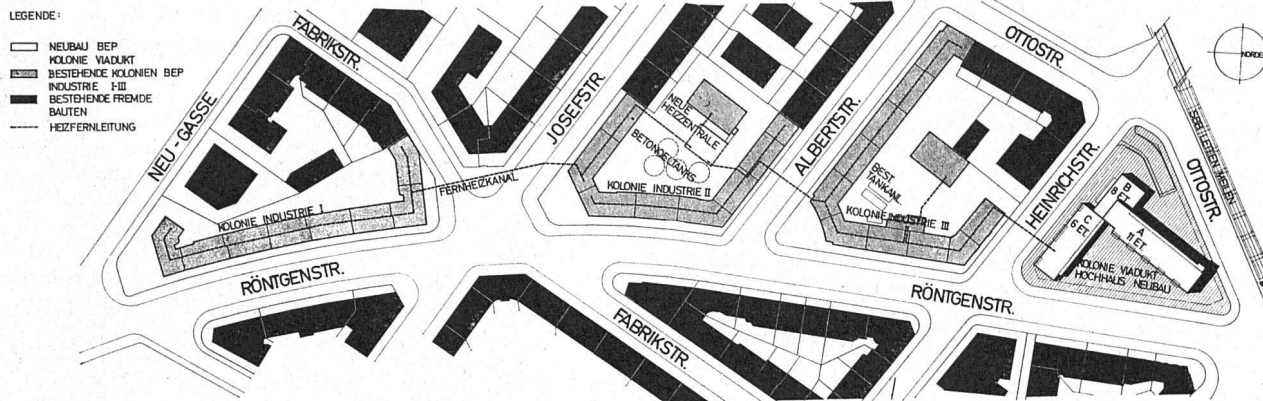 LEGENDE:
NEUBAU BEP
KOLONIE VIADUKT
BESTEHENDE KOLONIEN BEP
INDUSTRIE I-III
BESTEHENDE FREMDE
BAUTEN
HEIZFERNLEITUNG
NEU-GASSE
FABRIKSTR.
JOSEFSTR.
ALBERTSTR.
OTTOSTR.
HEINRICHSTR.
OTTOSTR.
NEUE
HEIZZENTRALE
BETONOELTANKS
FERNHEIZKANAL
KOLONIE INDUSTRIE I
KOLONIE INDUSTRIE II
BEST.
TANKANL.
KOLONIE INDUSTRIE III
B
8 ET.
C
6 ET.
A
11 ET.
KOLONIE VIADUKT
HOCHHAUS NEUBAU
RÖNTGENSTR.
RÖNTGENSTR.
FABRIKSTR.